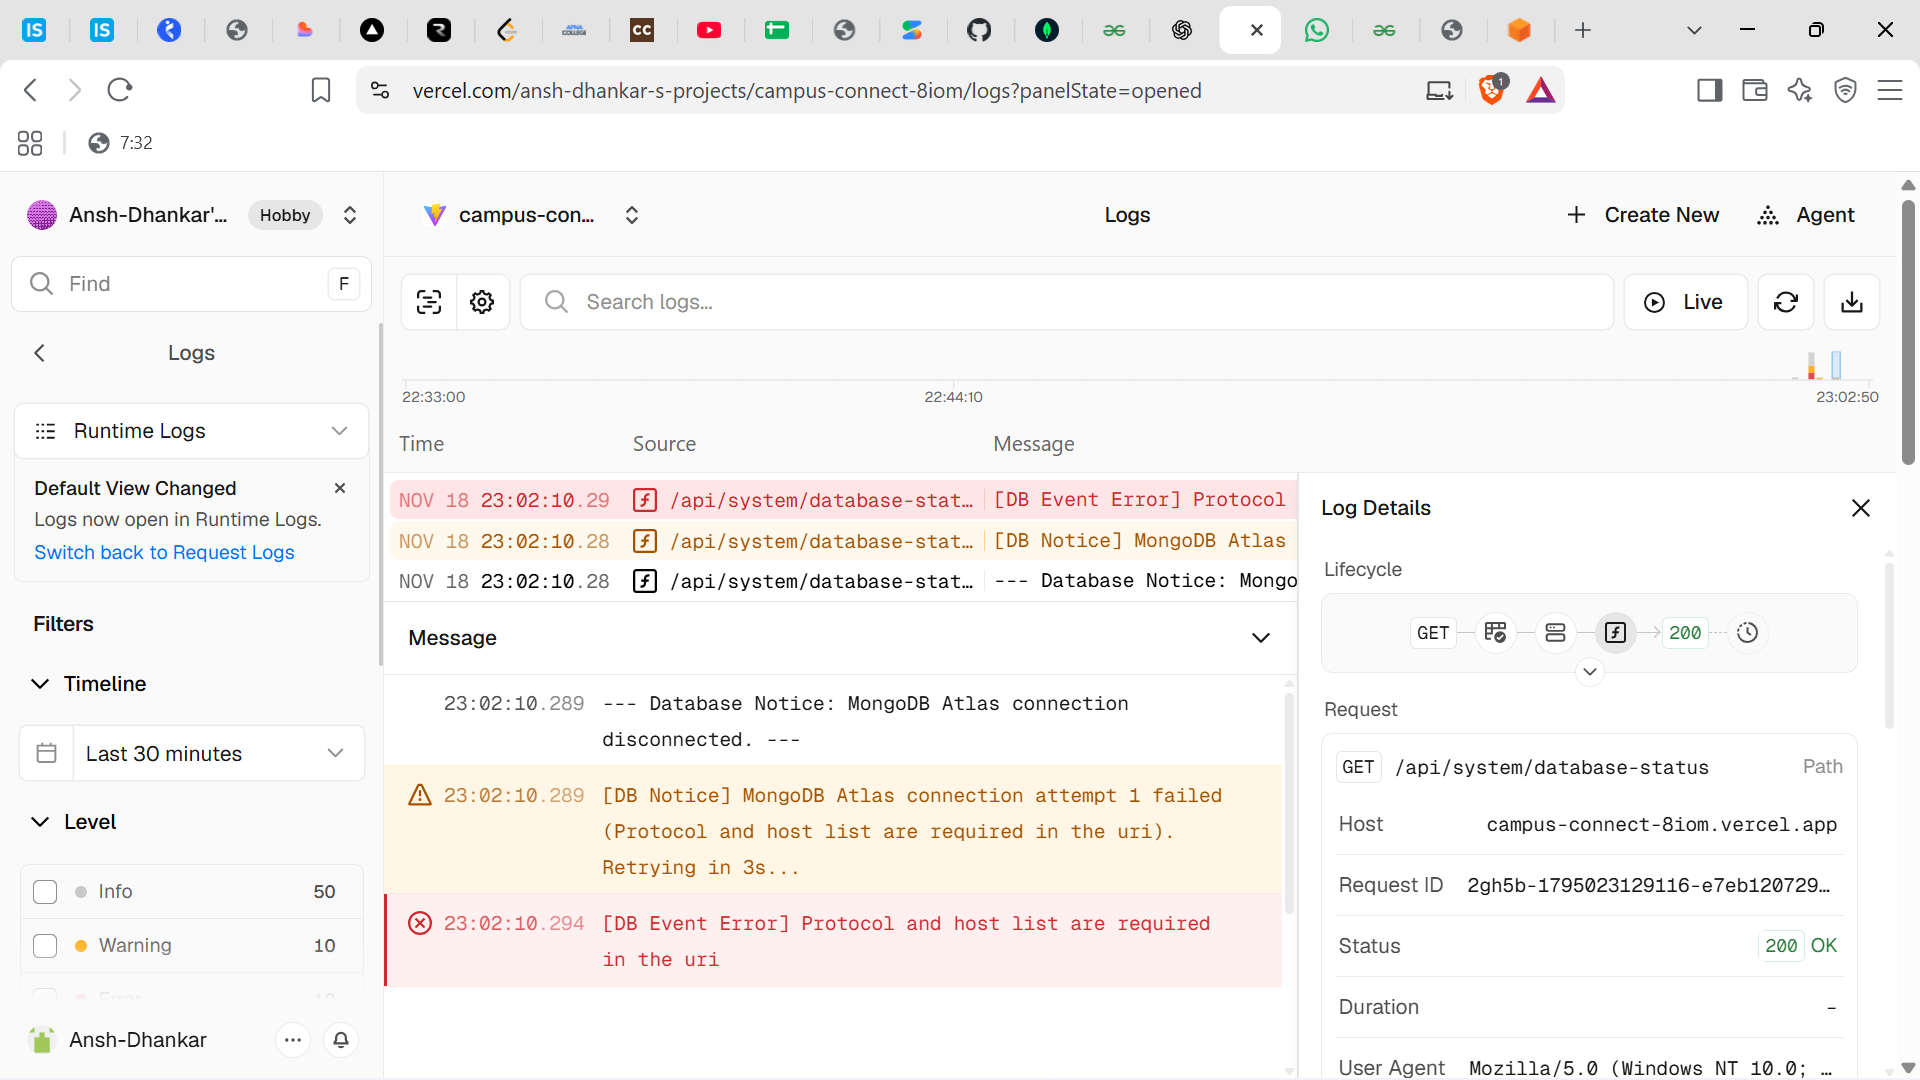 vercel.com/ansh-dhankar-s-projects/campus-connect-8iom/logs?panelState=opened
1
7:32
Ansh-Dhankar'... Hobby
campus-con...
Logs
Create New
Agent
Find F
Search logs...
Live
Logs
22:33:00 22:44:10 23:02:50
Runtime Logs
Default View Changed
Logs now open in Runtime Logs.
Switch back to Request Logs
Time Source Message
NOV 18 23:02:10.29 /api/system/database-stat... [DB Event Error] Protocol
NOV 18 23:02:10.28 /api/system/database-stat... [DB Notice] MongoDB Atlas
NOV 18 23:02:10.28 /api/system/database-stat... --- Database Notice: Mongo
Filters
Timeline
Last 30 minutes
Level
Info 50
Warning 10
Ansh-Dhankar
Message
23:02:10.289 --- Database Notice: MongoDB Atlas connection
disconnected. ---
23:02:10.289 [DB Notice] MongoDB Atlas connection attempt 1 failed
(Protocol and host list are required in the uri).
Retrying in 3s...
23:02:10.294 [DB Event Error] Protocol and host list are required
in the uri
Log Details
Lifecycle
GET 200
Request
GET /api/system/database-status Path
Host campus-connect-8iom.vercel.app
Request ID 2gh5b-1795023129116-e7eb120729...
Status 200 OK
Duration –
User Agent Mozilla/5.0 (Windows NT 10.0; ...